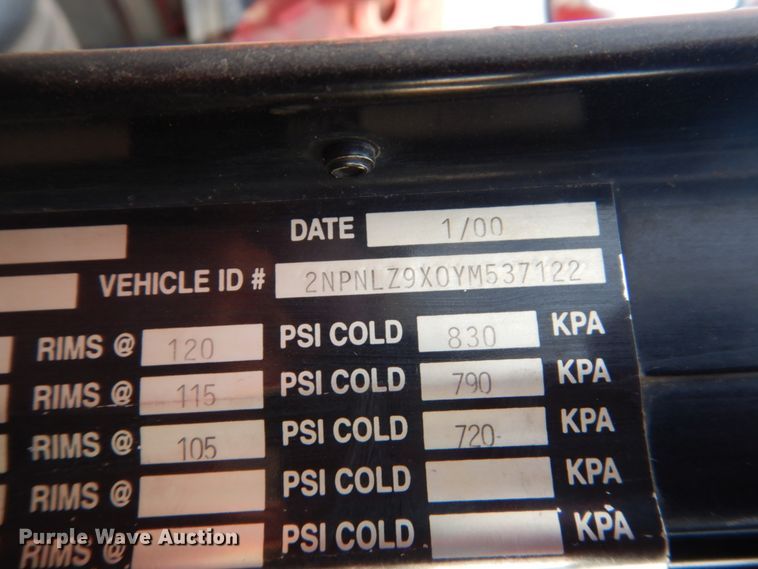 DATE 1/00
VEHICLE ID # 2NPNLZ9X0YM537122
RIMS @ 120 PSI COLD 830 KPA
RIMS @ 115 PSI COLD 790 KPA
RIMS @ 105 PSI COLD 720 KPA
RIMS @ PSI COLD KPA
RIMS @ PSI COLD KPA
Purple Wave Auction